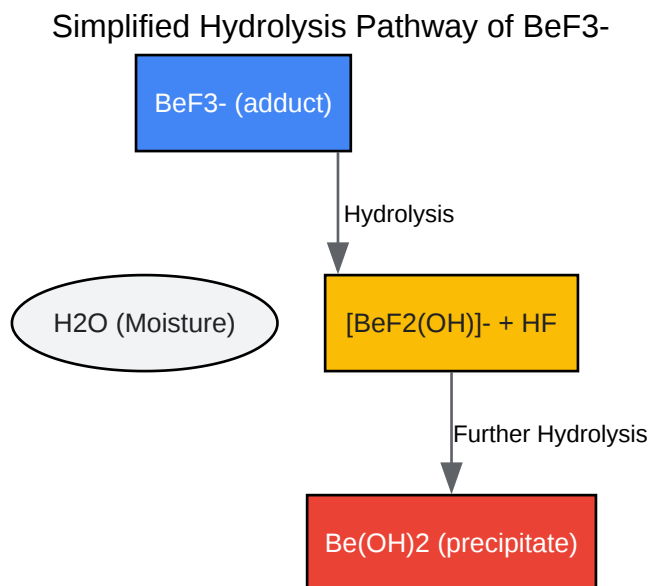 Simplified Hydrolysis Pathway of BeF3-
BeF3- (adduct)
Hydrolysis
H2O (Moisture)
[BeF2(OH)]- + HF
Further Hydrolysis
Be(OH)2 (precipitate)